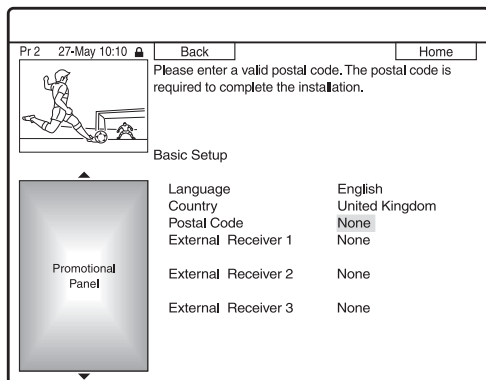 Pr 2 27-May 10:10 Back Home
Please enter a valid postal code. The postal code is
required to complete the installation.
Basic Setup
Language English
Country United Kingdom
Postal Code None
External Receiver 1 None
External Receiver 2 None
External Receiver 3 None
Promotional
Panel